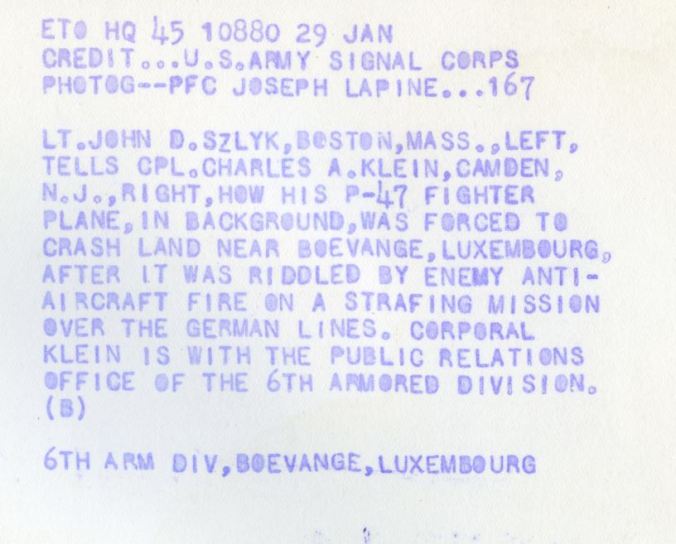 ETO HQ 45 10880 29 JAN
CREDIT...U.S.ARMY SIGNAL CORPS
PHOTOG--PFC JOSEPH LAPINE...167
LT.JOHN D.SZLYK,BOSTON,MASS.,LEFT,
TELLS CPL.CHARLES A.KLEIN,CAMDEN,
N.J.,RIGHT,HOW HIS P-47 FIGHTER
PLANE,IN BACKGROUND,WAS FORCED TO
CRASH LAND NEAR BOEVANGE,LUXEMBOURG,
AFTER IT WAS RIDDLED BY ENEMY ANTI-
AIRCRAFT FIRE ON A STRAFING MISSION
OVER THE GERMAN LINES. CORPORAL
KLEIN IS WITH THE PUBLIC RELATIONS
OFFICE OF THE 6TH ARMORED DIVISION.
(B)
6TH ARM DIV,BOEVANGE,LUXEMBOURG